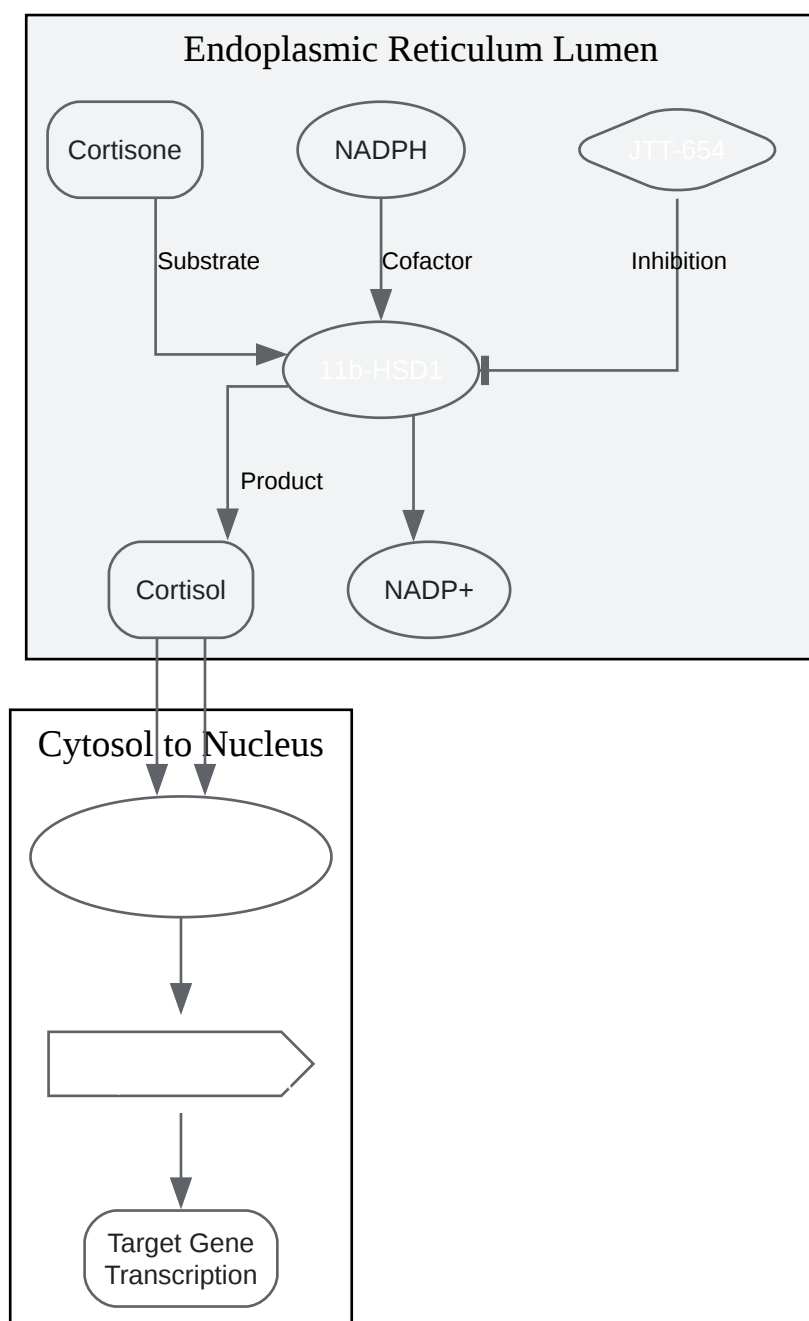 Endoplasmic Reticulum Lumen
Cortisone
NADPH
JTT-654
Substrate
Cofactor
Inhibition
11b-HSD1
Product
Cortisol
NADP+
Cytosol to Nucleus
Target Gene
Transcription